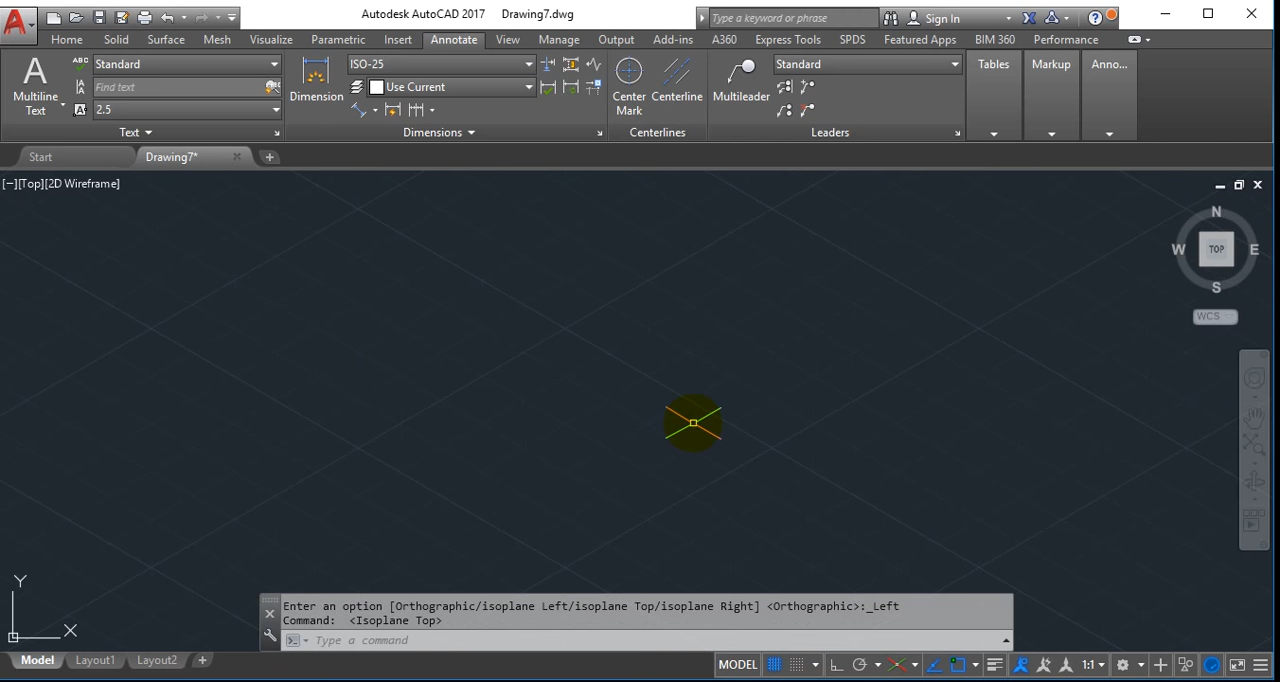 Autodesk AutoCAD 2017 Drawing7.dwg
Type a keyword or phrase
Sign In
Home Solid Surface Mesh Visualize Parametric Insert Annotate View Manage Output Add-ins A360 Express Tools SPDS Featured Apps BIM 360 Performance
Standard
ISO-25
Standard
Find text
Use Current
2.5
Multiline
Text
Dimension
Center
Mark
Centerline
Multileader
Tables
Markup
Anno...
Text
Dimensions
Centerlines
Leaders
Start
Drawing7*
[−][Top][2D Wireframe]
N
W
TOP
E
S
WCS
Y
X
Enter an option [Orthographic/isoplane Left/isoplane Top/isoplane Right] <Orthographic>:_Left
Command: <Isoplane Top>
Type a command
Model
Layout1
Layout2
MODEL
1:1